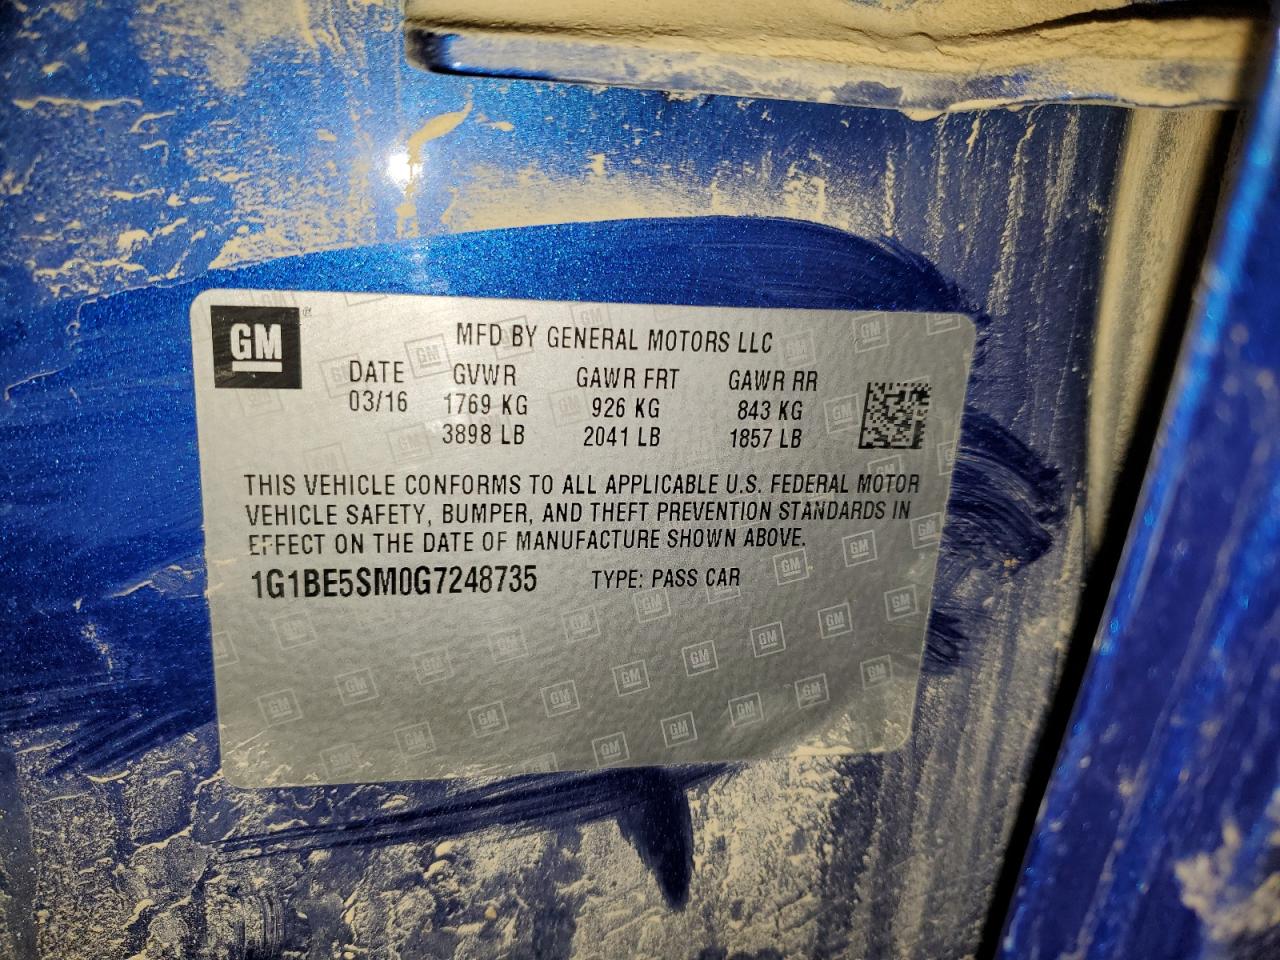 GM
MFD BY GENERAL MOTORS LLC
DATE GVWR GAWR FRT GAWR RR
03/16 1769 KG 926 KG 843 KG
3898 LB 2041 LB 1857 LB
THIS VEHICLE CONFORMS TO ALL APPLICABLE U.S. FEDERAL MOTOR
VEHICLE SAFETY, BUMPER, AND THEFT PREVENTION STANDARDS IN
EFFECT ON THE DATE OF MANUFACTURE SHOWN ABOVE.
1G1BE5SM0G7248735 TYPE: PASS CAR